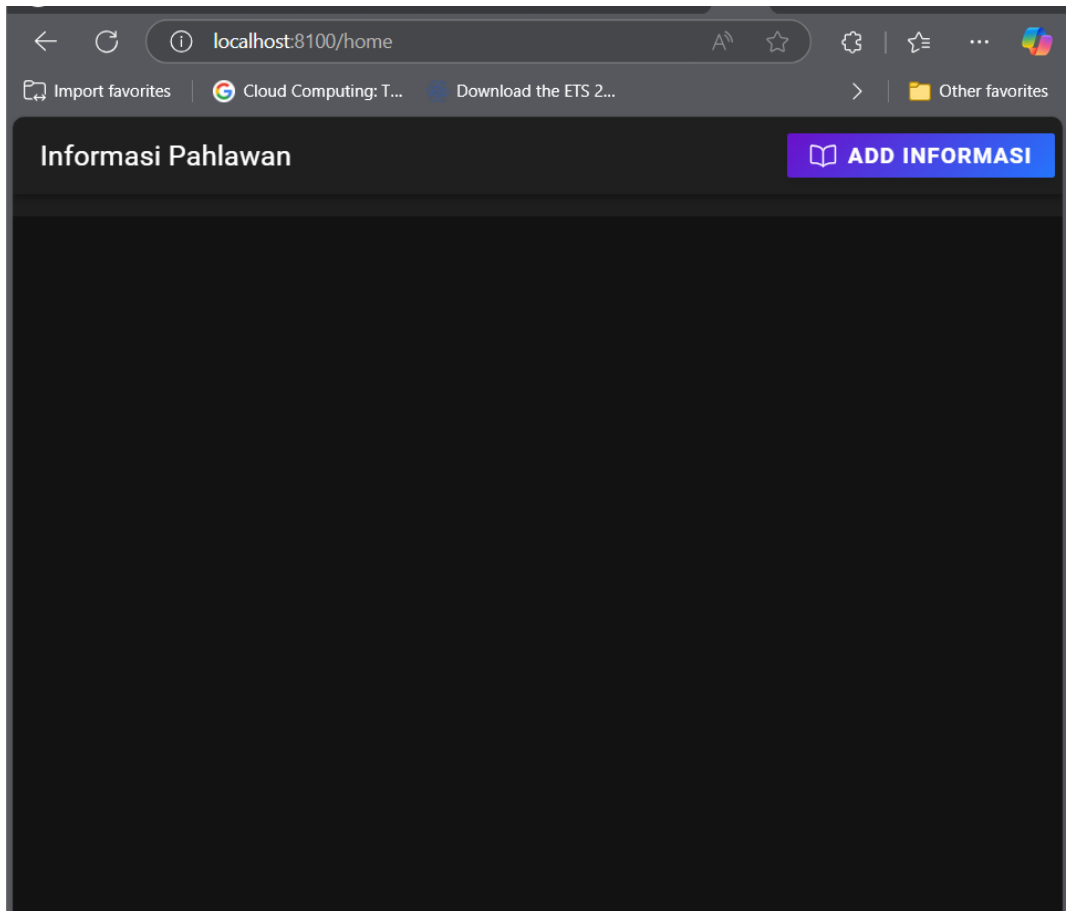 localhost:8100/home
Import favorites
Cloud Computing: T...
Download the ETS 2...
Other favorites
Informasi Pahlawan
ADD INFORMASI